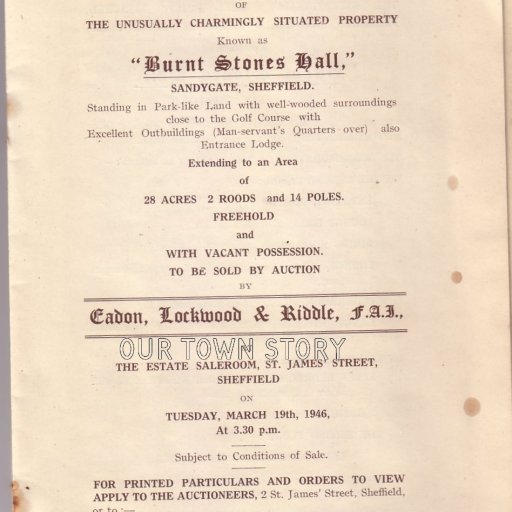 OF
THE UNUSUALLY CHARMINGLY SITUATED PROPERTY
Known as
"Burnt Stones Hall,"
SANDYGATE, SHEFFIELD.
Standing in Park-like Land with well-wooded surroundings
close to the Golf Course with
Excellent Outbuildings (Man-servant's Quarters over) also
Entrance Lodge.
Extending to an Area
of
28 ACRES 2 ROODS and 14 POLES.
FREEHOLD
and
WITH VACANT POSSESSION.
TO BE SOLD BY AUCTION
BY
Eadon, Lockwood & Riddle, F.A.I.,
OUR TOWN STORY
THE ESTATE SALEROOM, ST. JAMES' STREET,
SHEFFIELD
ON
TUESDAY, MARCH 19th, 1946,
At 3.30 p.m.
Subject to Conditions of Sale.
FOR PRINTED PARTICULARS AND ORDERS TO VIEW
APPLY TO THE AUCTIONEERS, 2 St. James' Street, Sheffield,
or to :—